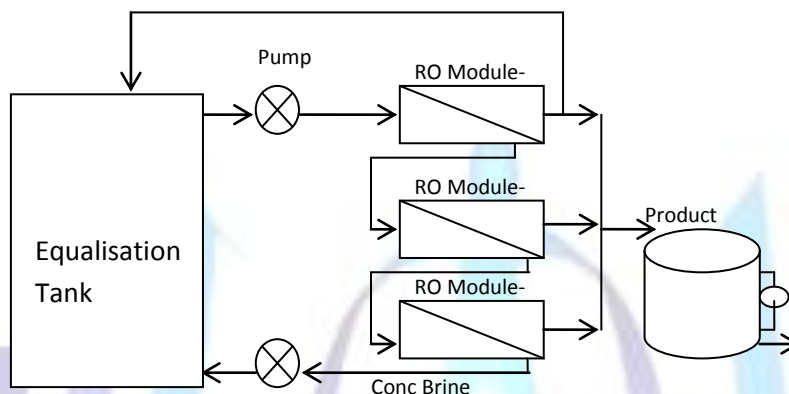 Pump
RO Module-
RO Module-
Product
Equalisation
Tank
RO Module-
Conc Brine